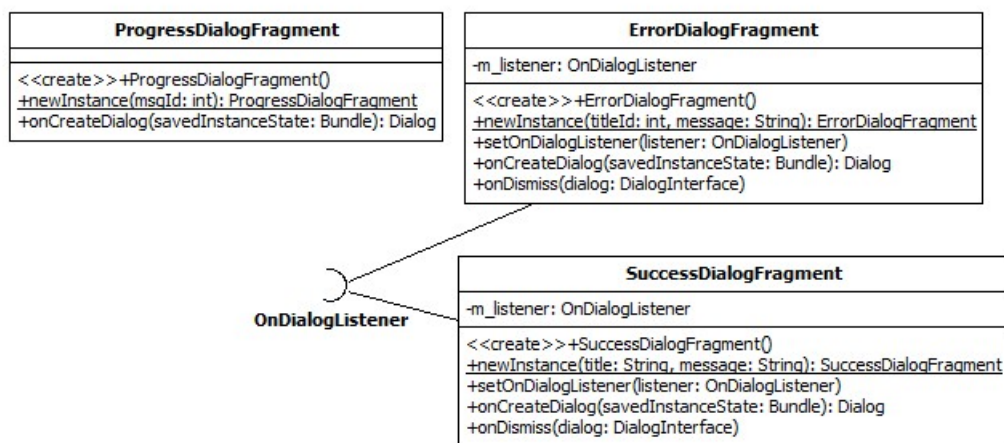 ProgressDialogFragment
<<create>>+ProgressDialogFragment()
+newInstance(msgId: int): ProgressDialogFragment
+onCreateDialog(savedInstanceState: Bundle): Dialog
ErrorDialogFragment
-m_listener: OnDialogListener
<<create>>+ErrorDialogFragment()
+newInstance(titleId: int, message: String): ErrorDialogFragment
+setOnDialogListener(listener: OnDialogListener)
+onCreateDialog(savedInstanceState: Bundle): Dialog
+onDismiss(dialog: DialogInterface)
OnDialogListener
SuccessDialogFragment
-m_listener: OnDialogListener
<<create>>+SuccessDialogFragment()
+newInstance(title: String, message: String): SuccessDialogFragment
+setOnDialogListener(listener: OnDialogListener)
+onCreateDialog(savedInstanceState: Bundle): Dialog
+onDismiss(dialog: DialogInterface)